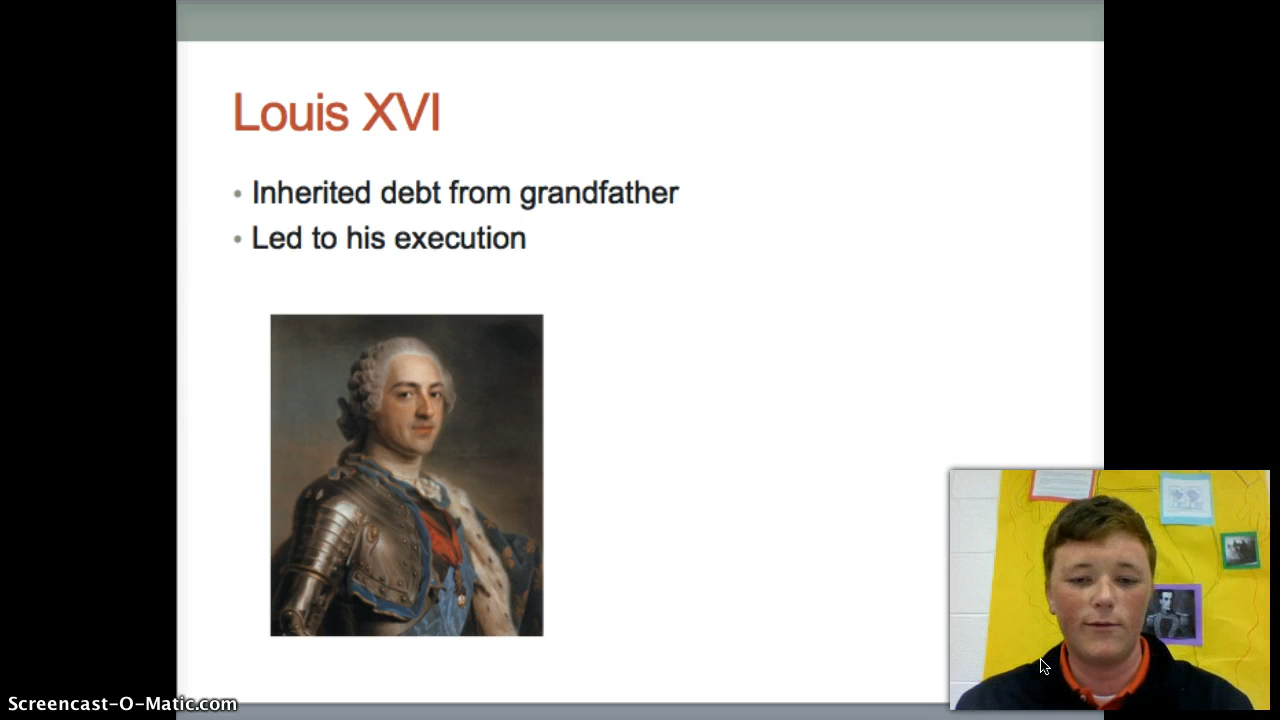 Louis XVI
• Inherited debt from grandfather
• Led to his execution
Screencast-O-Matic.com